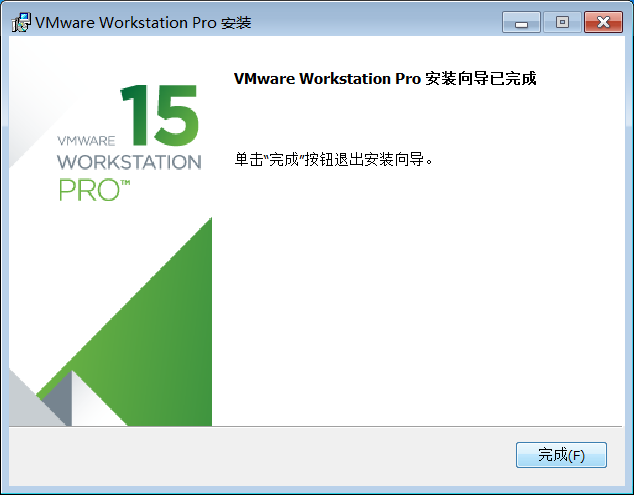 VMware Workstation Pro 安装
VMware Workstation Pro 安装向导已完成
单击“完成”按钮退出安装向导。
15
VMWARE
WORKSTATION
PRO™
完成(F)